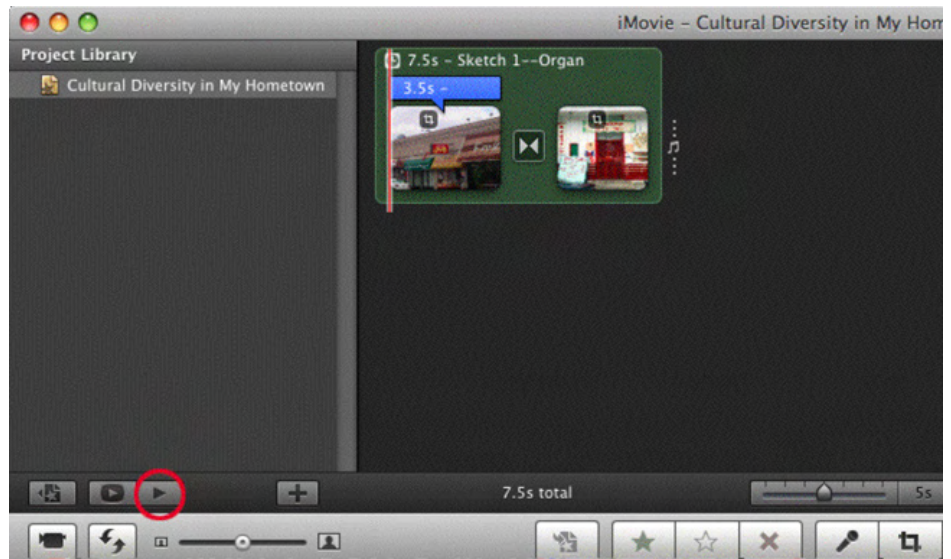 iMovie – Cultural Diversity in My Hom
Project Library
Cultural Diversity in My Hometown
7.5s – Sketch 1--Organ
3.5s –
7.5s total
5s